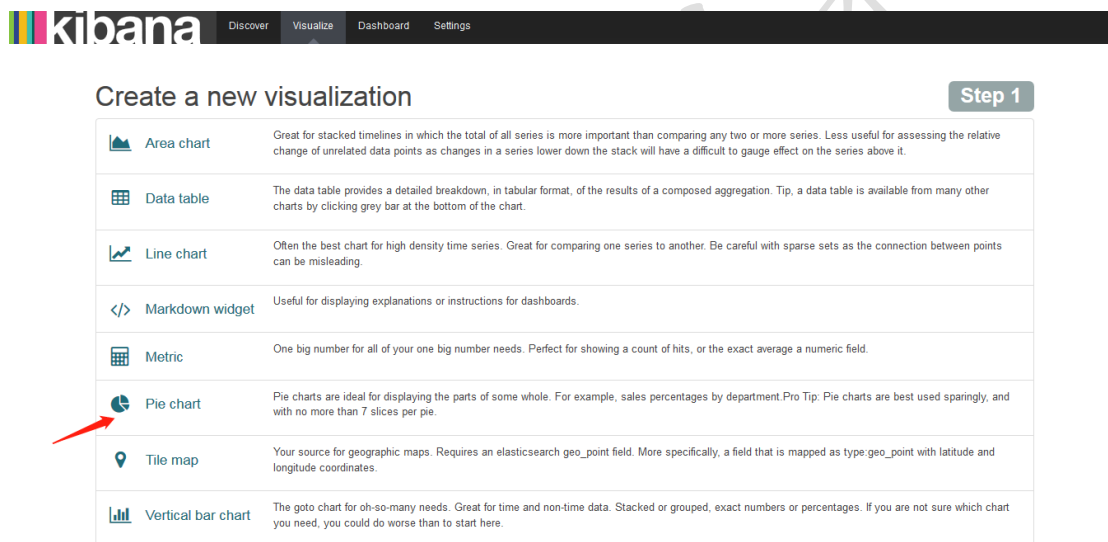 kibana Discover Visualize Dashboard Settings
Create a new visualization Step 1
Area chart Great for stacked timelines in which the total of all series is more important than comparing any two or more series. Less useful for assessing the relative
change of unrelated data points as changes in a series lower down the stack will have a difficult to gauge effect on the series above it.
Data table The data table provides a detailed breakdown, in tabular format, of the results of a composed aggregation. Tip, a data table is available from many other
charts by clicking grey bar at the bottom of the chart.
Line chart Often the best chart for high density time series. Great for comparing one series to another. Be careful with sparse sets as the connection between points
can be misleading.
Markdown widget Useful for displaying explanations or instructions for dashboards.
Metric One big number for all of your one big number needs. Perfect for showing a count of hits, or the exact average a numeric field.
Pie chart Pie charts are ideal for displaying the parts of some whole. For example, sales percentages by department.Pro Tip: Pie charts are best used sparingly, and
with no more than 7 slices per pie.
Tile map Your source for geographic maps. Requires an elasticsearch geo_point field. More specifically, a field that is mapped as type:geo_point with latitude and
longitude coordinates.
Vertical bar chart The goto chart for oh-so-many needs. Great for time and non-time data. Stacked or grouped, exact numbers or percentages. If you are not sure which chart
you need, you could do worse than to start here.